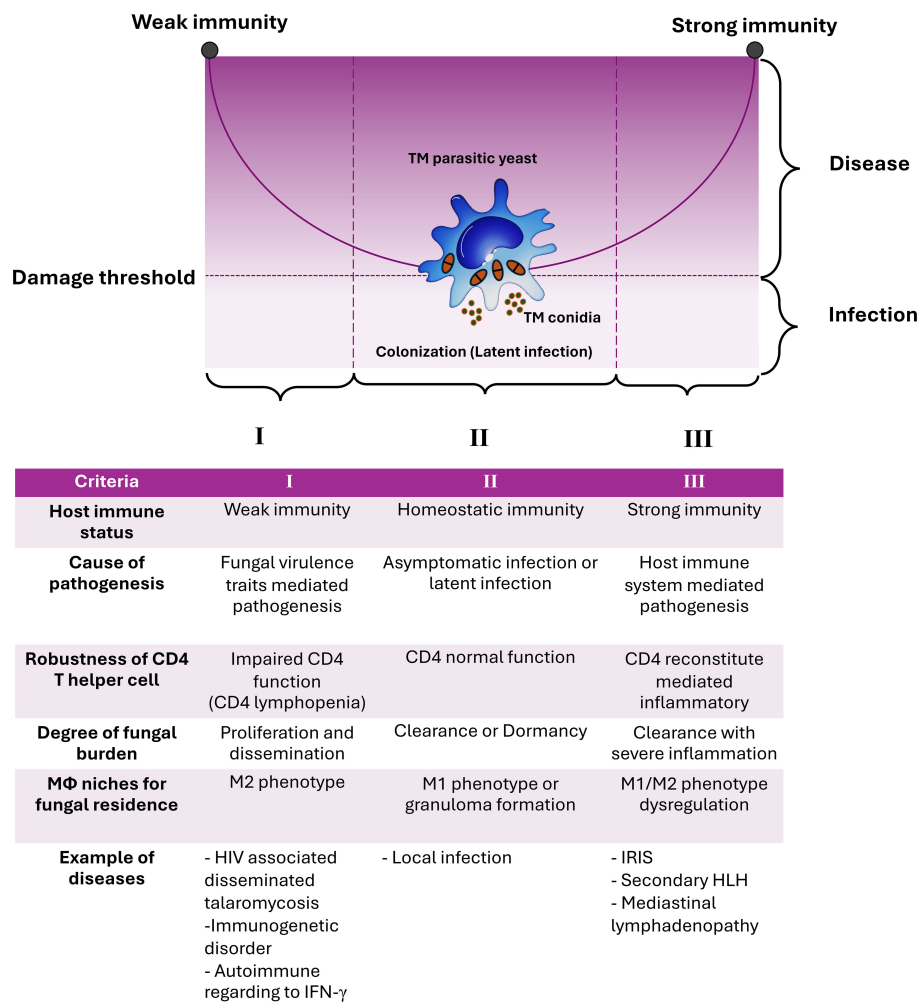 Weak immunity
Strong immunity
TM parasitic yeast
Disease
Damage threshold
Infection
TM conidia
Colonization (Latent infection)
I
II
III
Criteria I II III
Host immune status Weak immunity Homeostatic immunity Strong immunity
Cause of pathogenesis Fungal virulence traits mediated pathogenesis Asymptomatic infection or latent infection Host immune system mediated pathogenesis
Robustness of CD4 T helper cell Impaired CD4 function (CD4 lymphopenia) CD4 normal function CD4 reconstitute mediated inflammatory
Degree of fungal burden Proliferation and dissemination Clearance or Dormancy Clearance with severe inflammation
MΦ niches for fungal residence M2 phenotype M1 phenotype or granuloma formation M1/M2 phenotype dysregulation
Example of diseases
- HIV associated disseminated talaromycosis
-Immunogenetic disorder
- Autoimmune regarding to IFN-γ
- Local infection
- IRIS
- Secondary HLH
- Mediastinal lymphadenopathy